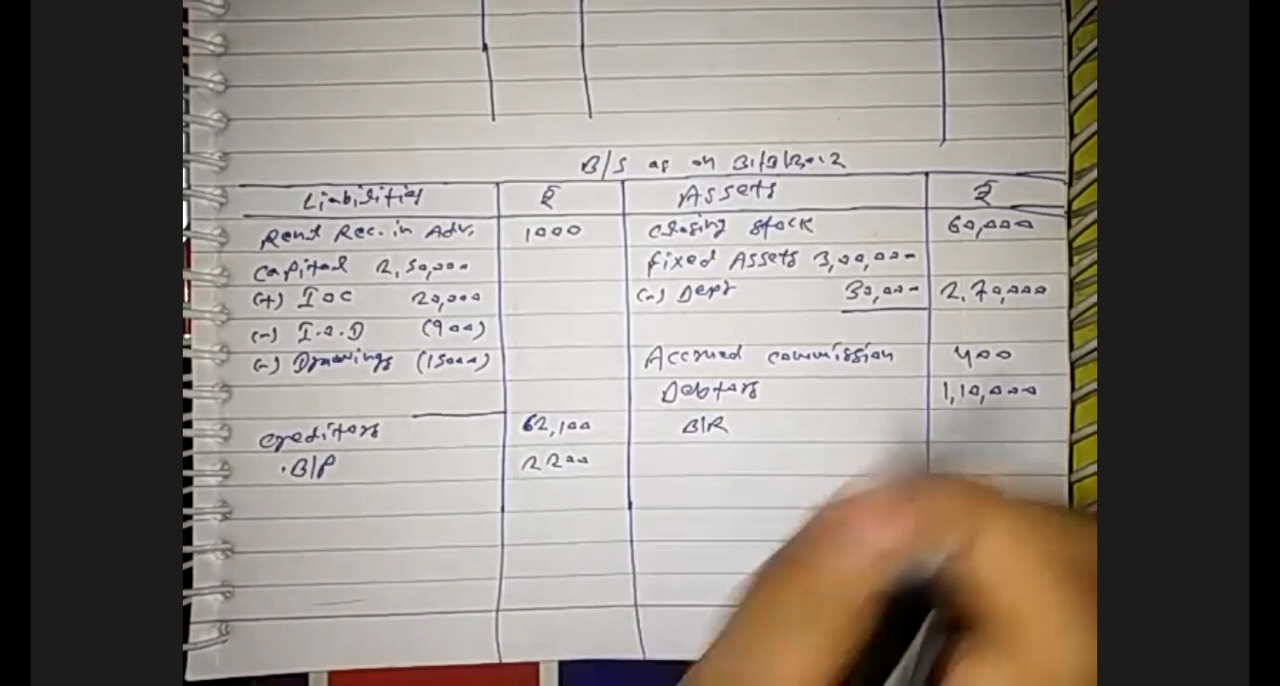 B/S as on 31/3/2012
Liabilities ₹ Assets ₹
Rent Rec. in Adv. 1000 Closing stock 60,000
Capital 2,50,000 Fixed Assets 3,00,000
(+) IOC 20,000 (-) Depr 30,000 2,70,000
(-) I.O.D (900)
(-) Drawings (15000) Accrued commission 400
Debtors 1,10,000
Creditors 62,100 B/R
B/P 2200